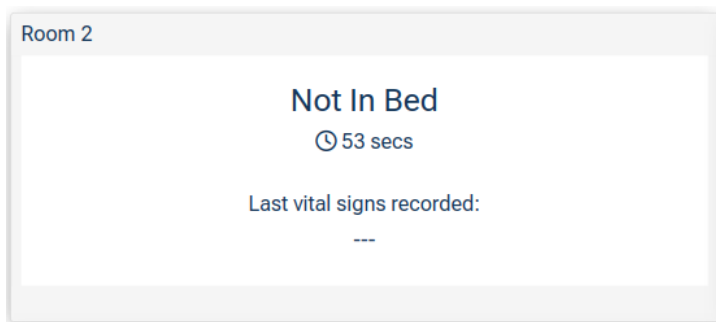 Room 2
Not In Bed
53 secs
Last vital signs recorded:
---